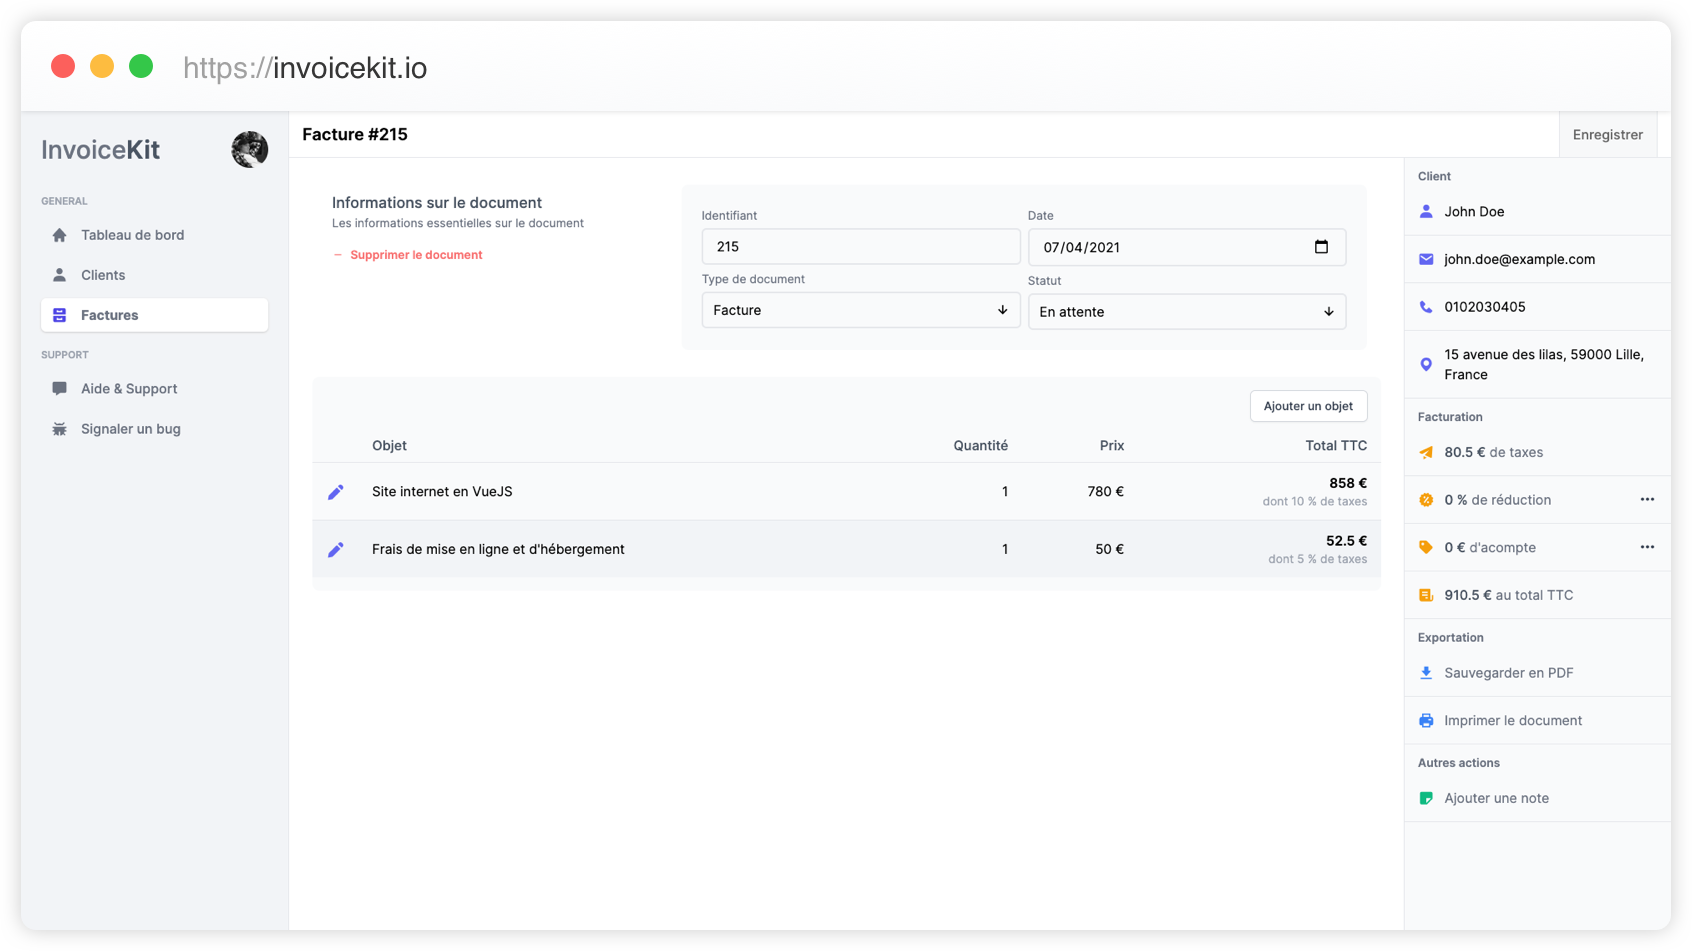 https://invoicekit.io
InvoiceKit
GENERAL
Tableau de bord
Clients
Factures
SUPPORT
Aide & Support
Signaler un bug
Facture #215
Enregistrer
Informations sur le document
Les informations essentielles sur le document
− Supprimer le document
Identifiant
215
Date
07/04/2021
Type de document
Facture
Statut
En attente
Ajouter un objet
Objet Quantité Prix Total TTC
Site internet en VueJS 1 780 € 858 €
dont 10 % de taxes
Frais de mise en ligne et d'hébergement 1 50 € 52.5 €
dont 5 % de taxes
Client
John Doe
john.doe@example.com
0102030405
15 avenue des lilas, 59000 Lille,
France
Facturation
80.5 € de taxes
0 % de réduction
0 € d'acompte
910.5 € au total TTC
Exportation
Sauvegarder en PDF
Imprimer le document
Autres actions
Ajouter une note